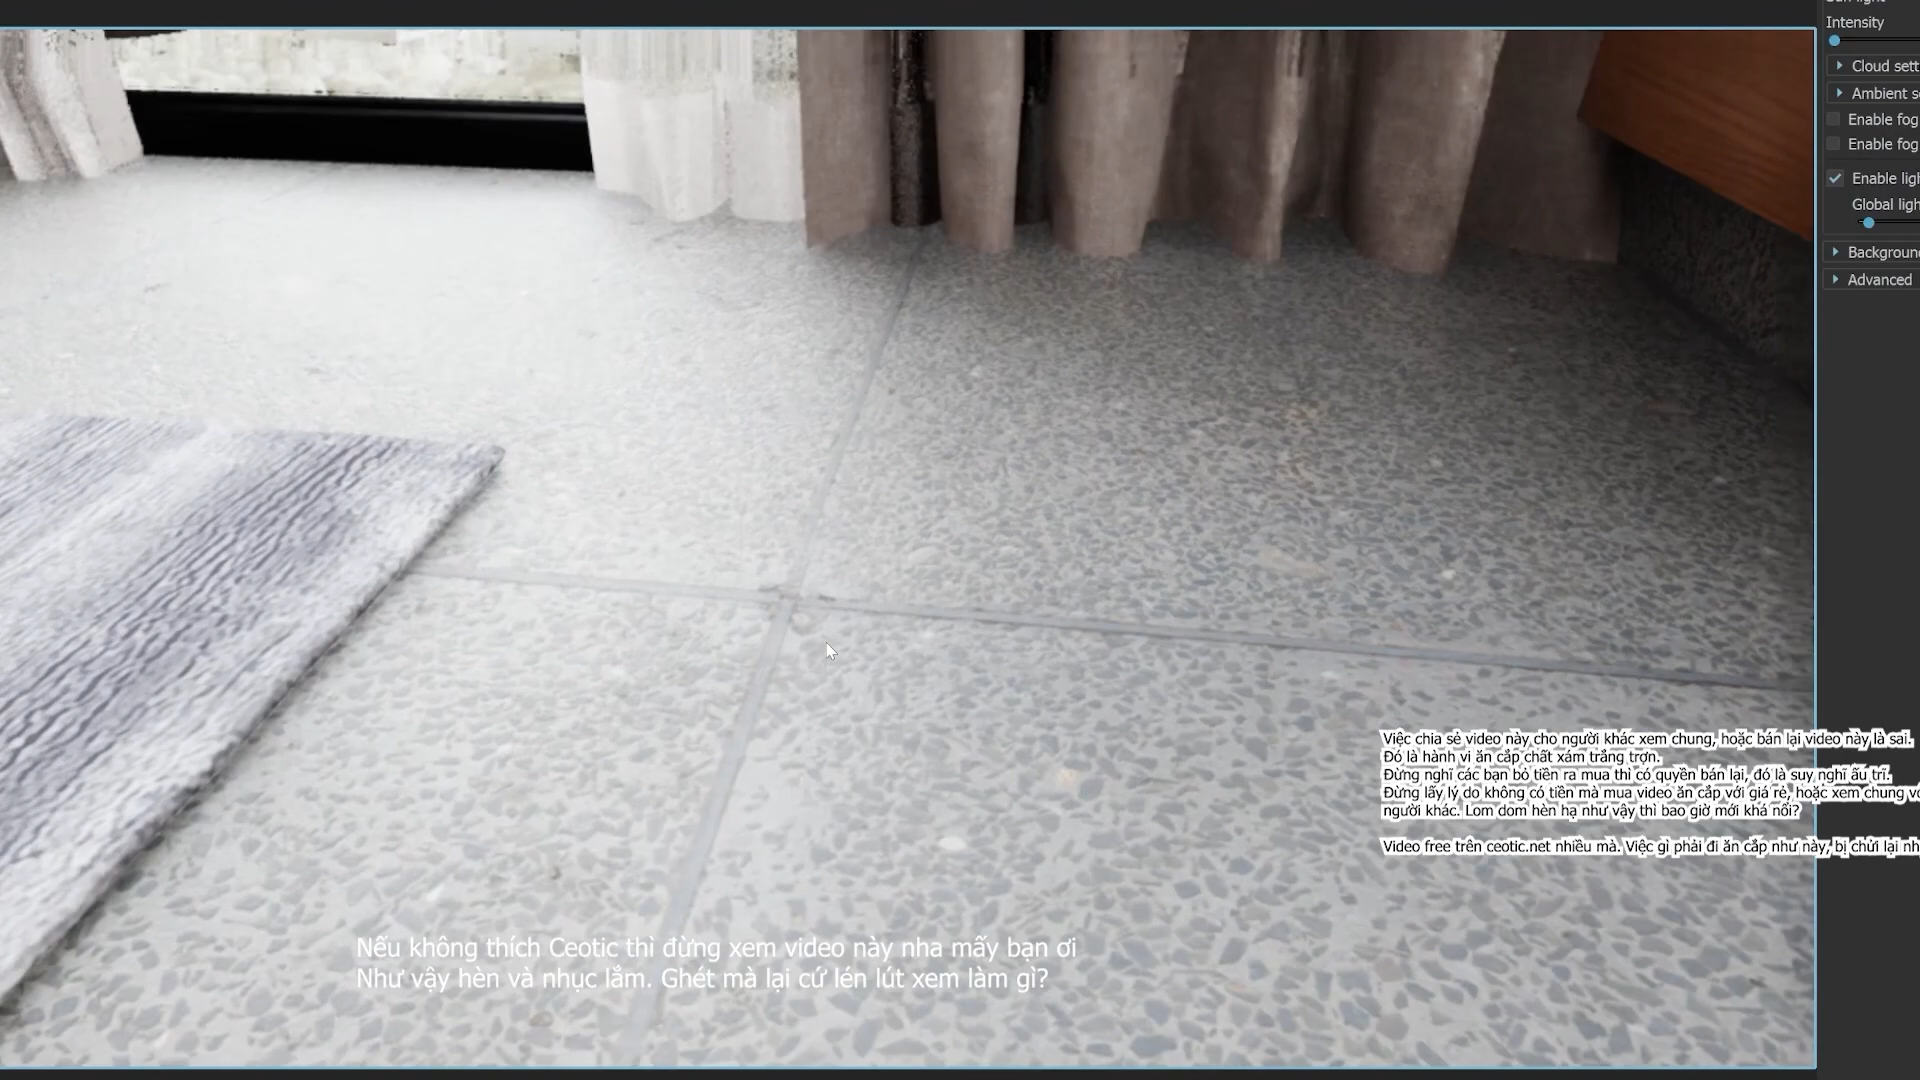 Intensity
Cloud sett
Ambient s
Enable fog
Enable fog
Enable ligh
Global ligh
Background
Advanced
Việc chia sẻ video này cho người khác xem chung, hoặc bán lại video này là sai.
Đó là hành vi ăn cắp chất xám trắng trợn.
Đừng nghĩ các bạn bỏ tiền ra mua thì có quyền bán lại, đó là suy nghĩ ấu trĩ.
Đừng lấy lý do không có tiền mà mua video ăn cắp với giá rẻ, hoặc xem chung vớ
người khác. Lom dom hèn hạ như vậy thì bao giờ mới khá nổi?
Video free trên ceotic.net nhiều mà. Việc gì phải đi ăn cắp như này, bị chửi lại nh
Nếu không thích Ceotic thì đừng xem video này nha mấy bạn ơi
Như vậy hèn và nhục lắm. Ghét mà lại cứ lén lút xem làm gì?